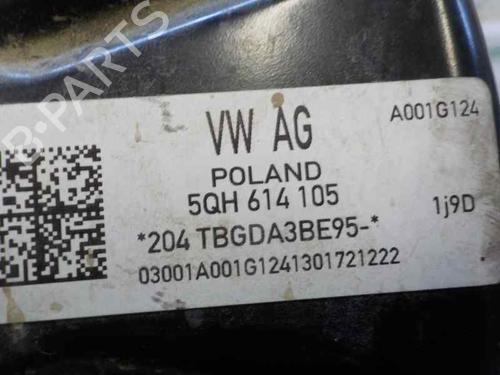 B-PARTS
VW AG
A001G124
POLAND
5QH 614 105
*204 TBGDA3BE95-*
1j9D
03001A001G1241301721222